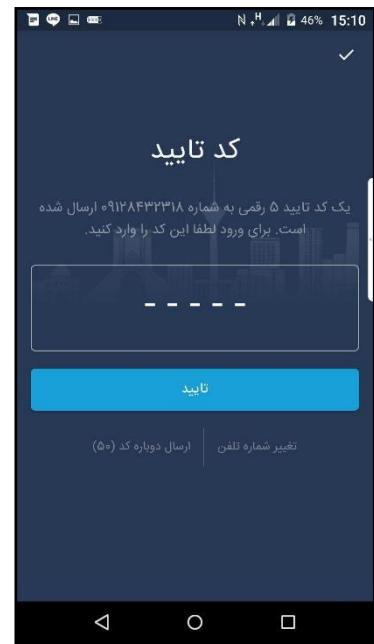 46% 15:10
کد تایید
یک کد تایید ۵ رقمی به شماره ۰۹۱۲۸۴۳۲۳۱۸ ارسال شده
است. برای ورود لطفا این کد را وارد کنید.
- - - - -
تایید
تغییر شماره تلفن | ارسال دوباره کد (۵۰)